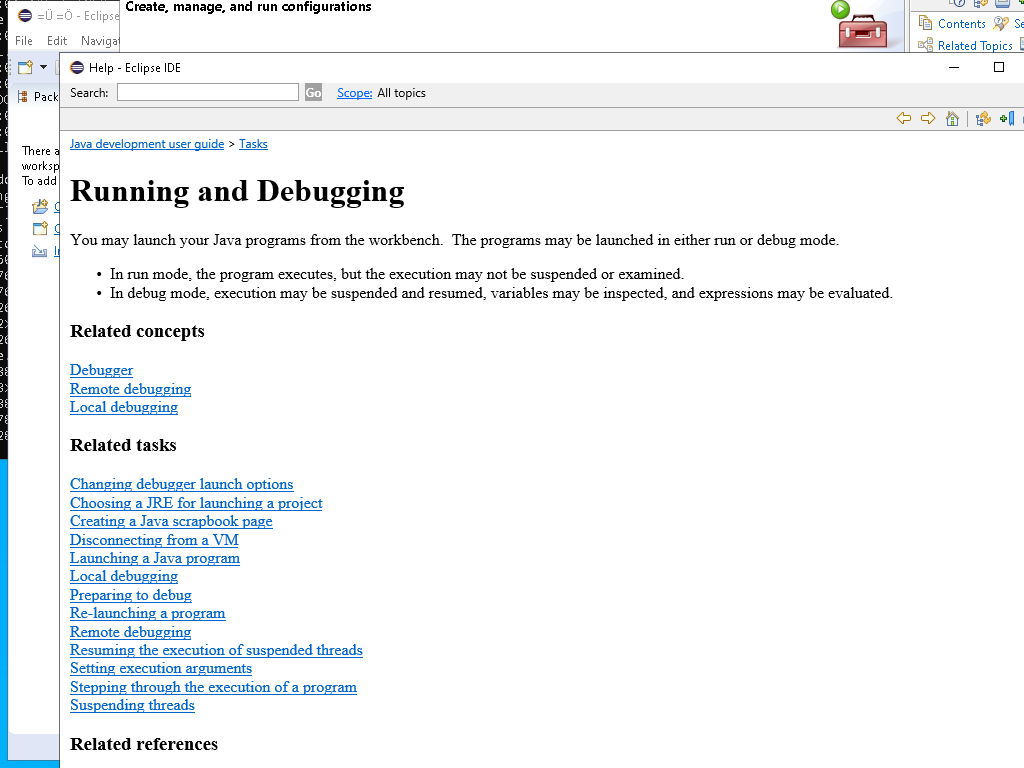 Create, manage, and run configurations
=Ü =Ö - Eclipse
File Edit Navigat
Contents
Related Topics
Help - Eclipse IDE
Search:
Go
Scope: All topics
Pack
Java development user guide > Tasks
There a
worksp
To add
Running and Debugging
You may launch your Java programs from the workbench. The programs may be launched in either run or debug mode.
• In run mode, the program executes, but the execution may not be suspended or examined.
• In debug mode, execution may be suspended and resumed, variables may be inspected, and expressions may be evaluated.
Related concepts
Debugger
Remote debugging
Local debugging
Related tasks
Changing debugger launch options
Choosing a JRE for launching a project
Creating a Java scrapbook page
Disconnecting from a VM
Launching a Java program
Local debugging
Preparing to debug
Re-launching a program
Remote debugging
Resuming the execution of suspended threads
Setting execution arguments
Stepping through the execution of a program
Suspending threads
Related references